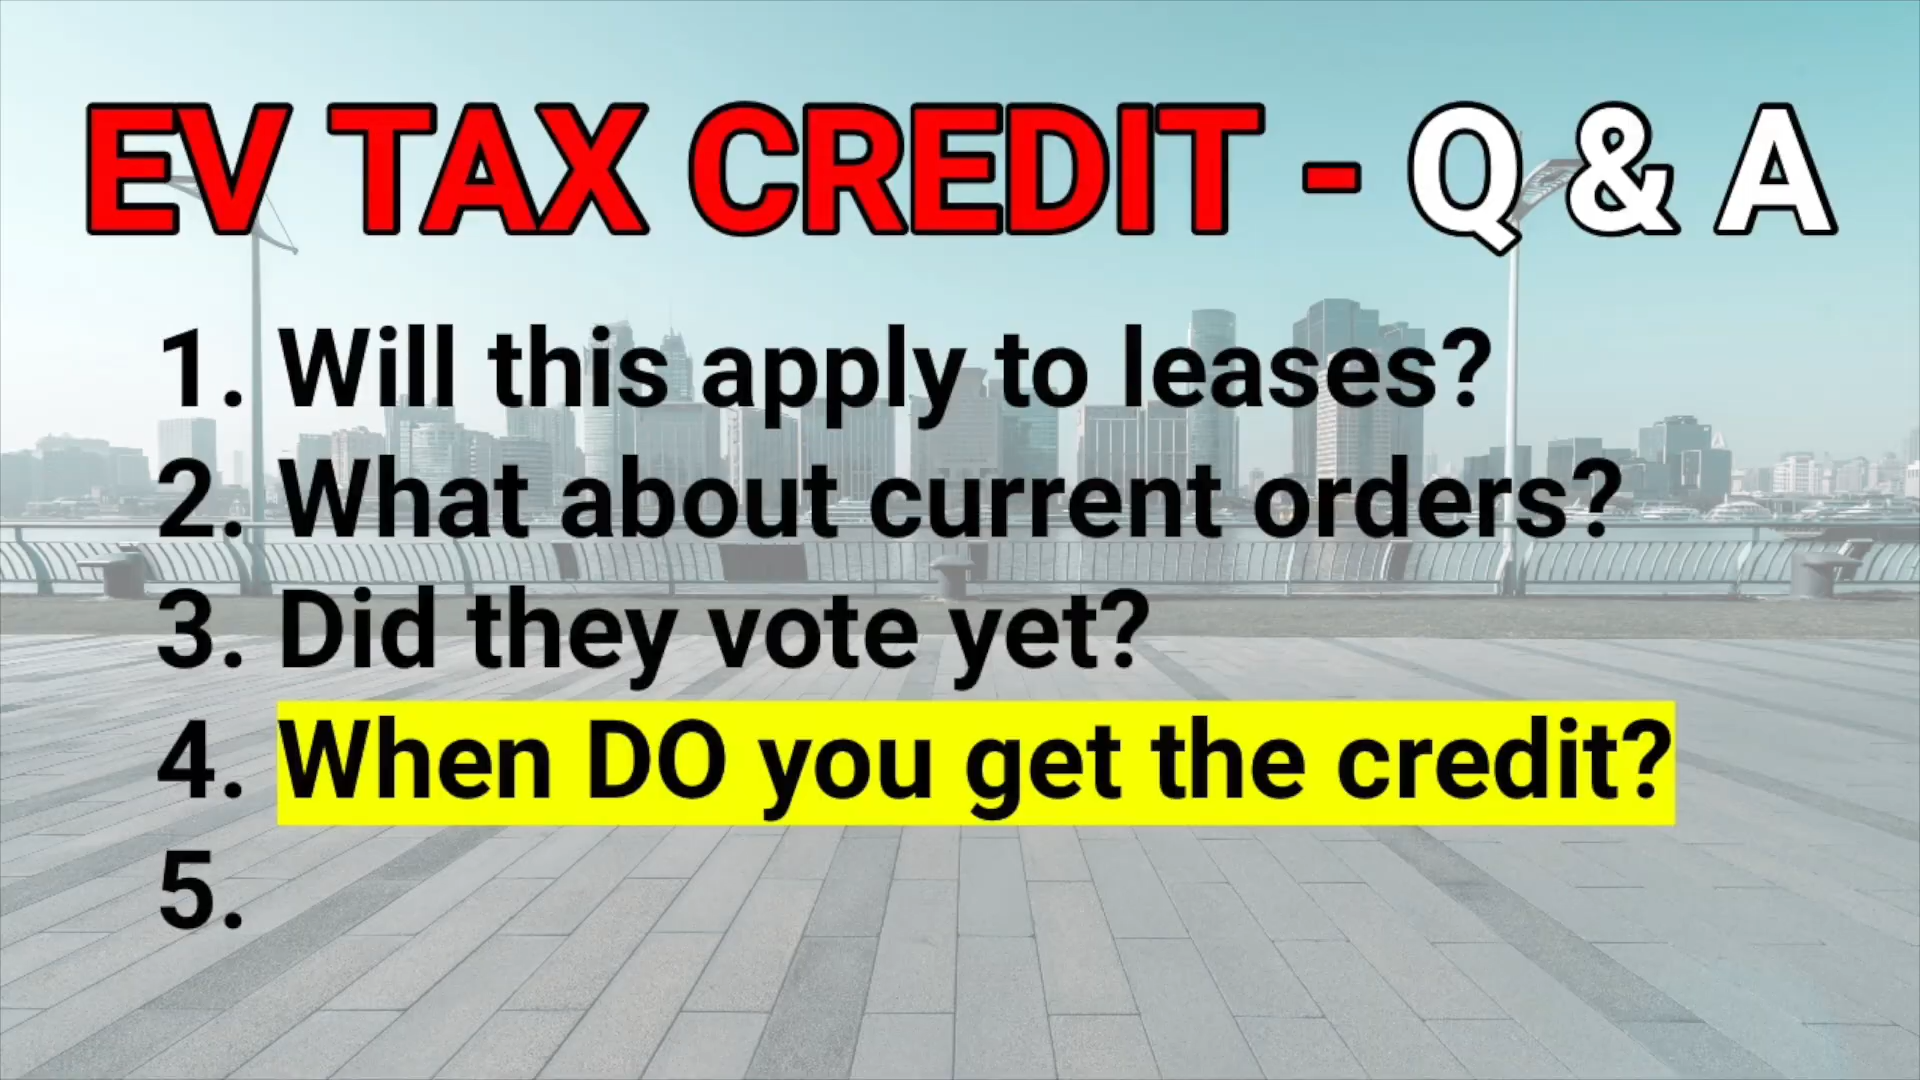 EV TAX CREDIT - Q & A
1. Will this apply to leases?
2. What about current orders?
3. Did they vote yet?
4. When DO you get the credit?
5.